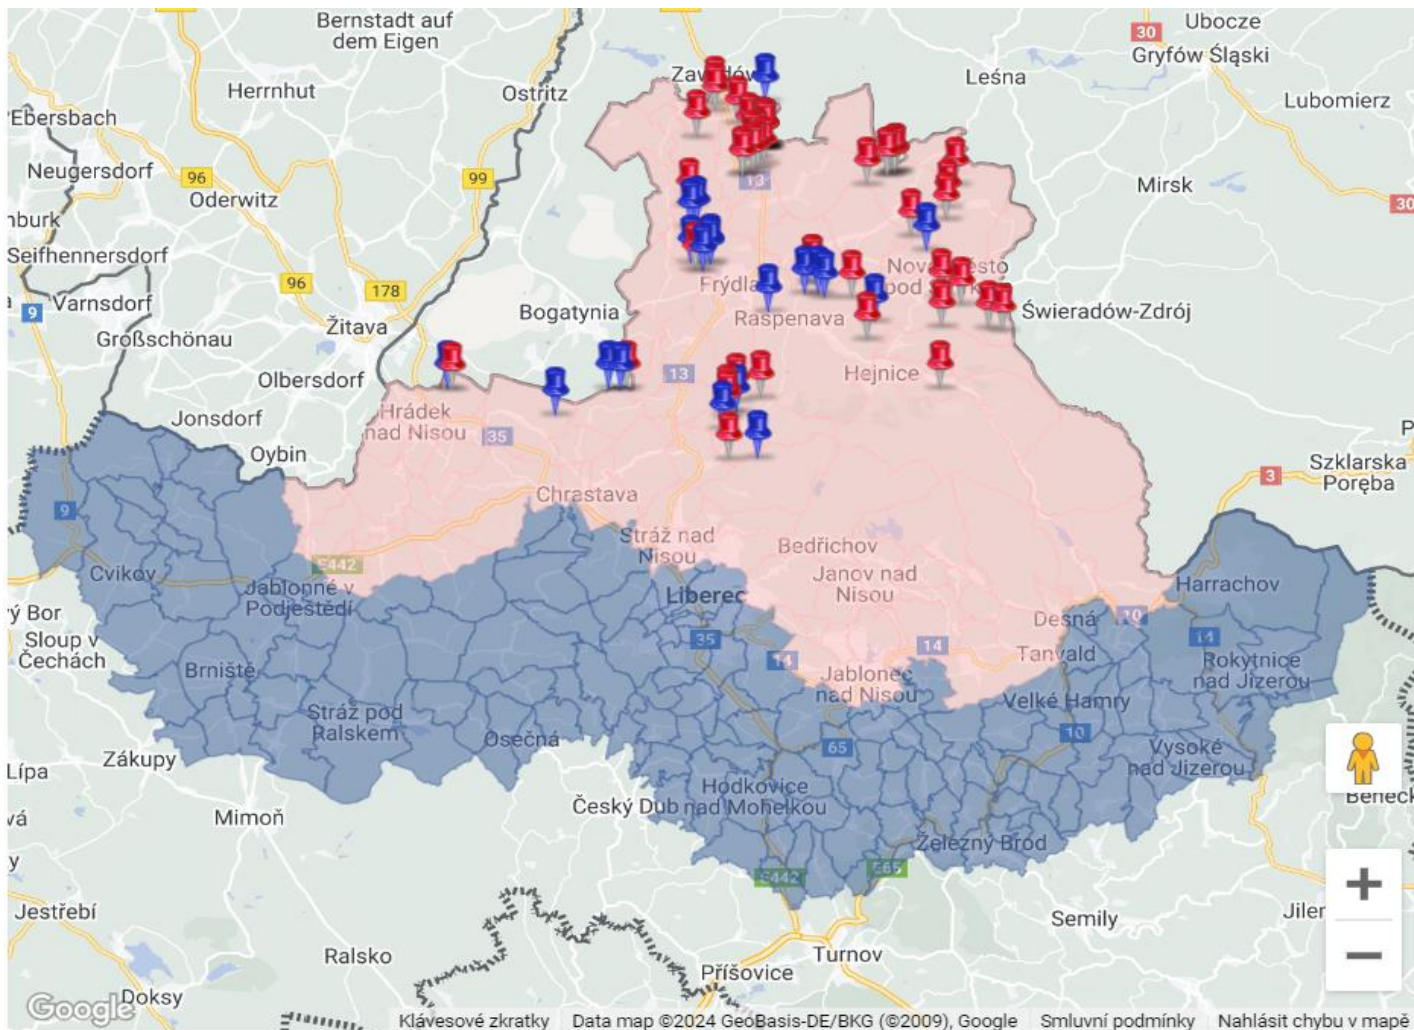 Bernstadt auf
dem Eigen
Ubocze
30
Gryfów Śląski
Leśna
Herrnhut
Ostritz
Lubomierz
Ebersbach
Neugersdorf
96
99
13
Mirsk
Oderwitz
30
Seifhennersdorf
96
178
Varnsdorf
9
Bogatynia
Raspenava
Świeradów-Zdrój
Großschönau
Žitava
Olbersdorf
13
Hejnice
Jonsdorf
Hrádek
nad Nisou
35
Oybin
Szklarska
Poręba
3
Chrastava
9
Stráž nad
Nisou
Bedřichov
E442
Cvikov
Janov nad
Nisou
Harrachov
Jablonné v
Podještědí
Liberec
Desná
10
35
14
14
14
Sloup v
Čechách
Tanvald
Rokytnice
nad Jizerou
Brniště
Jablonec
nad Nisou
Velké Hamry
Stráž pod
Ralskem
Osečná
65
10
Vysoké
nad Jizerou
Zákupy
Hodkovice
nad Mohelkou
Český Dub
Mimoň
Železný Brod
E442
E65
Jestřebí
Semily
Ralsko
Turnov
Příšovice
Doksy
Google
Klávesové zkratky Data map ©2024 GeoBasis-DE/BKG (©2009), Google Smluvní podmínky Nahlásit chybu v mapě